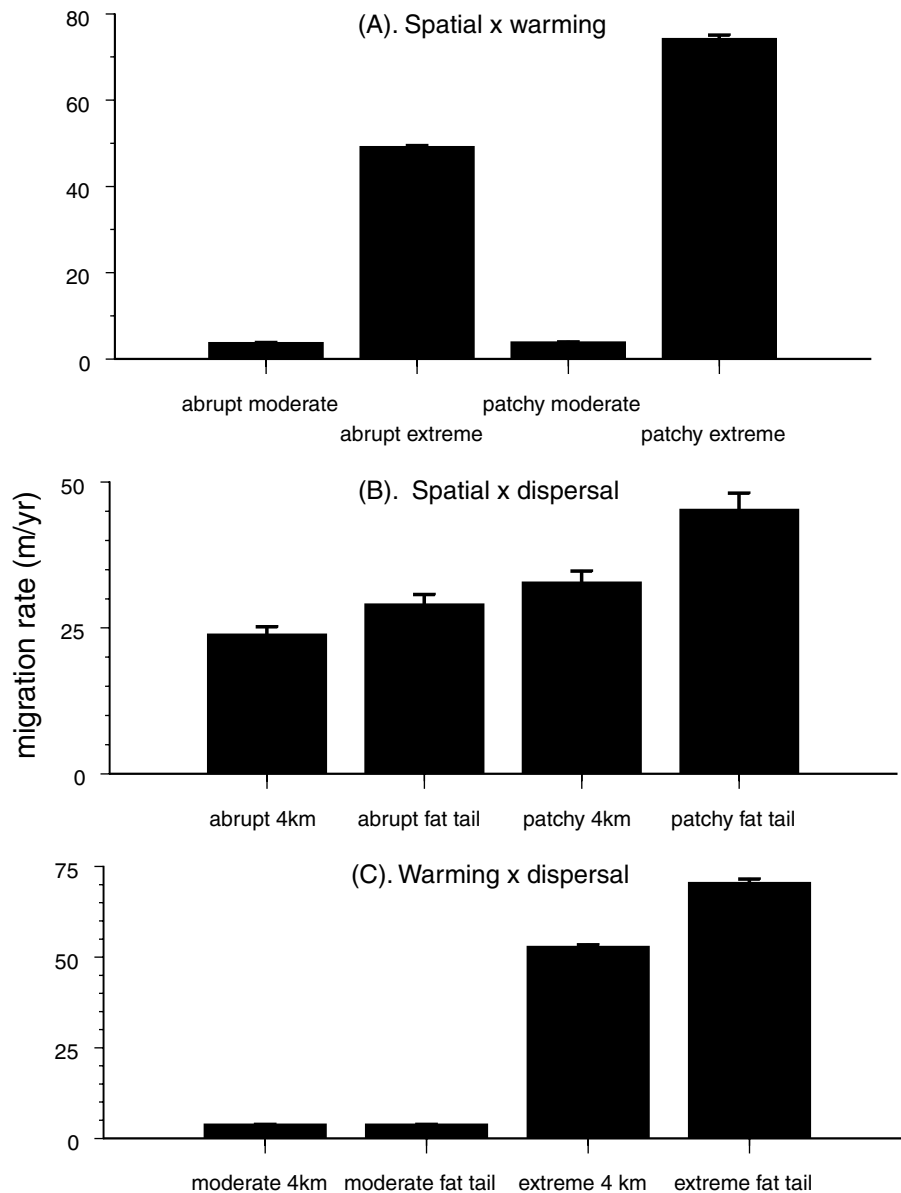 (A). Spatial x warming
80
60
40
20
0
abrupt moderate
patchy moderate
abrupt extreme
patchy extreme
migration rate (m/yr)
(B). Spatial x dispersal
50
25
0
abrupt 4km
abrupt fat tail
patchy 4km
patchy fat tail
(C). Warming x dispersal
75
50
25
0
moderate 4km
moderate fat tail
extreme 4 km
extreme fat tail